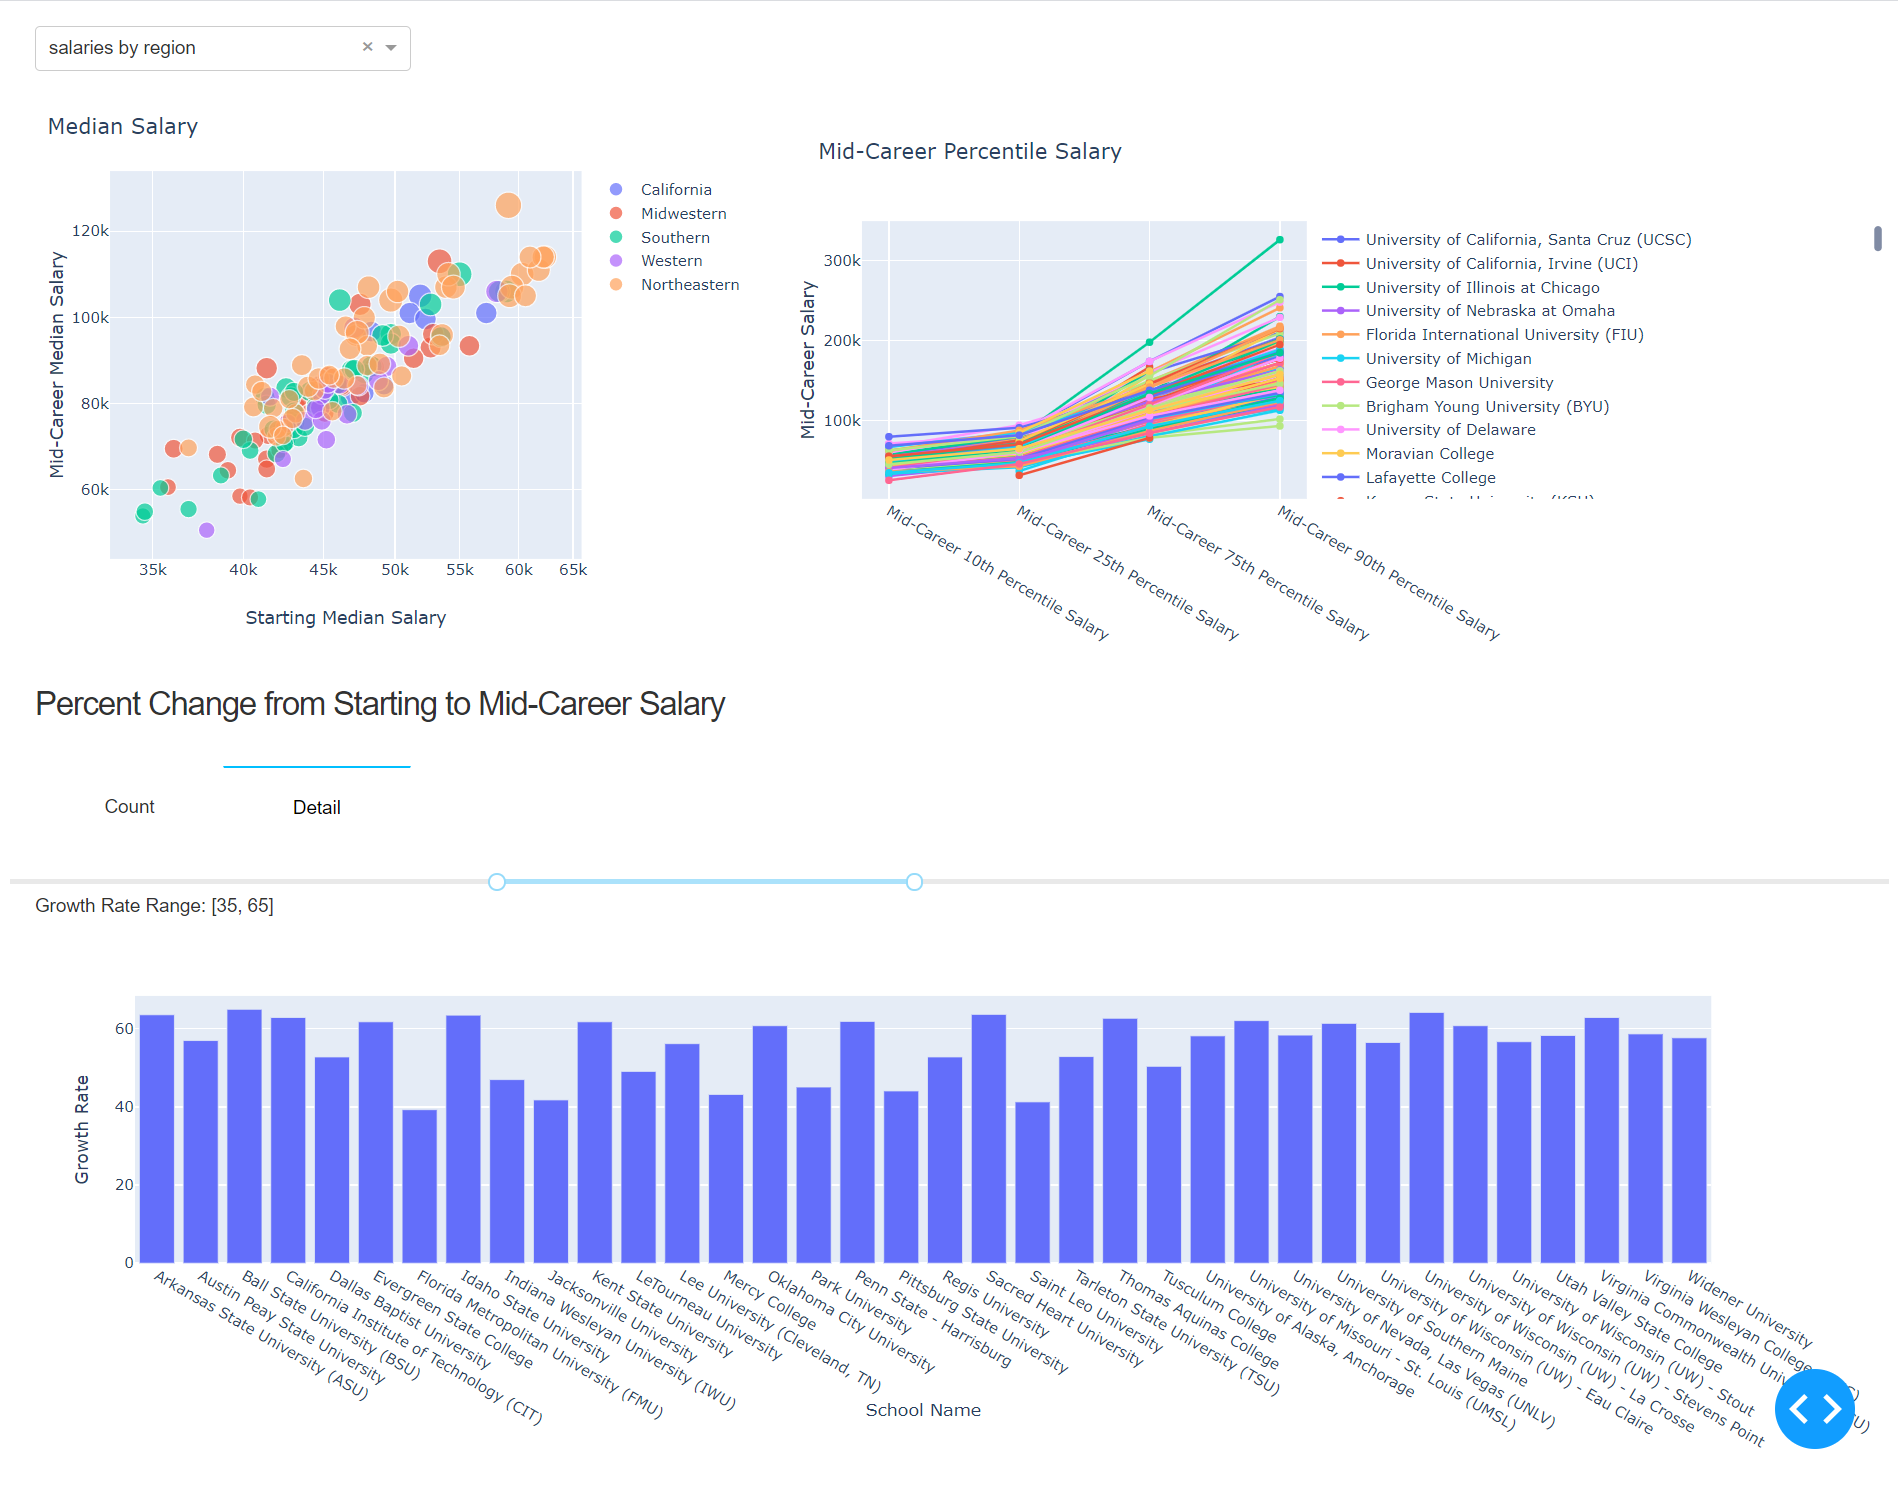 salaries by region
Median Salary
Mid-Career Median Salary
120k
100k
80k
60k
35k 40k 45k 50k 55k 60k 65k
Starting Median Salary
California
Midwestern
Southern
Western
Northeastern
Mid-Career Percentile Salary
Mid-Career Salary
300k
200k
100k
Mid-Career 10th Percentile Salary
Mid-Career 25th Percentile Salary
Mid-Career 75th Percentile Salary
Mid-Career 90th Percentile Salary
University of California, Santa Cruz (UCSC)
University of California, Irvine (UCI)
University of Illinois at Chicago
University of Nebraska at Omaha
Florida International University (FIU)
University of Michigan
George Mason University
Brigham Young University (BYU)
University of Delaware
Moravian College
Lafayette College
Percent Change from Starting to Mid-Career Salary
Count
Detail
Growth Rate Range: [35, 65]
Growth Rate
60
40
20
0
Arkansas State University (ASU)
Austin Peay State University
Ball State University (BSU)
California Institute of Technology (CIT)
Dallas Baptist University
Evergreen State College
Florida Metropolitan University (FMU)
Idaho State University
Indiana Wesleyan University (IWU)
Jacksonville University
Kent State University
LeTourneau University
Lee University (Cleveland, TN)
Mercy College
Oklahoma City University
Park University
Penn State - Harrisburg
Pittsburg State University
Regis University
Sacred Heart University
Saint Leo University
Tarleton State University (TSU)
Thomas Aquinas College
Tusculum College
University of Alaska, Anchorage
University of Missouri - St. Louis (UMSL)
University of Nevada, Las Vegas (UNLV)
University of Southern Maine
University of Wisconsin (UW) - Eau Claire
University of Wisconsin (UW) - La Crosse
University of Wisconsin (UW) - Stevens Point
University of Wisconsin (UW) - Stout
Utah Valley State College
Virginia Commonwealth
Virginia Wesleyan College
Widener University
School Name